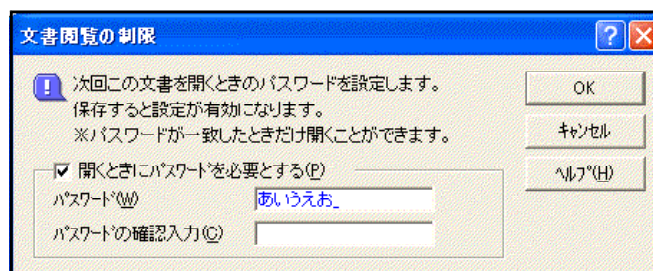 文書閲覧の制限
次回この文書を開くときのパスワードを設定します。
保存すると設定が有効になります。
※パスワードが一致したときだけ開くことができます。
OK
キャンセル
ヘルプ(H)
開くときにパスワードを必要とする(P)
パスワード(W)
あいうえお
パスワードの確認入力(C)